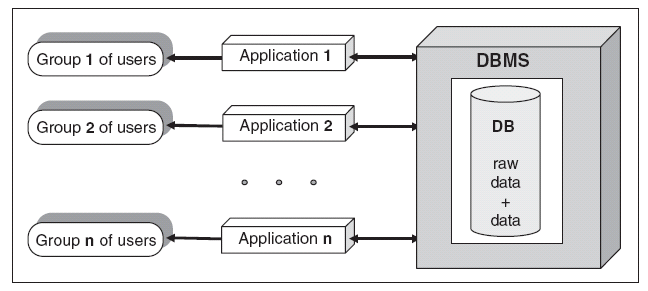 Group 1 of users
Application 1
DBMS
Group 2 of users
Application 2
DB
raw
data
+
data
Group n of users
Application n